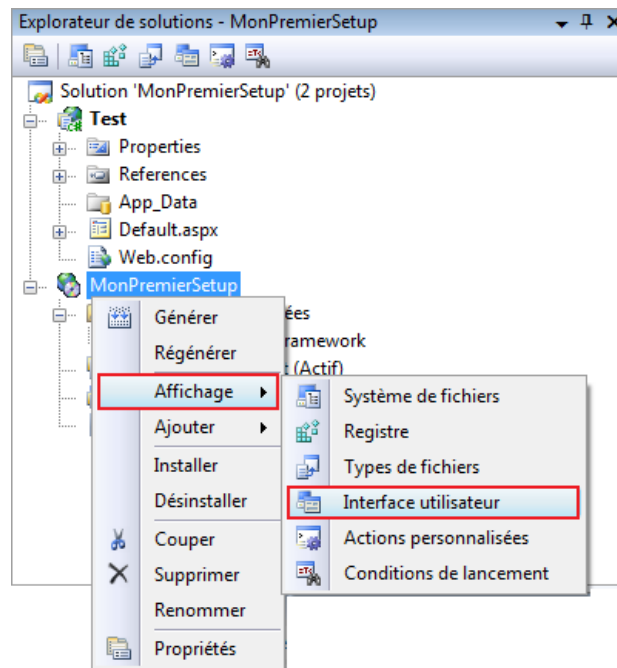 Explorateur de solutions - MonPremierSetup
Solution 'MonPremierSetup' (2 projets)
Test
Properties
References
App_Data
Default.aspx
Web.config
MonPremierSetup
Générer
ées
Régénérer
ramework
(Actif)
Affichage
Système de fichiers
Ajouter
Registre
Installer
Types de fichiers
Désinstaller
Interface utilisateur
Couper
Actions personnalisées
Supprimer
Conditions de lancement
Renommer
Propriétés